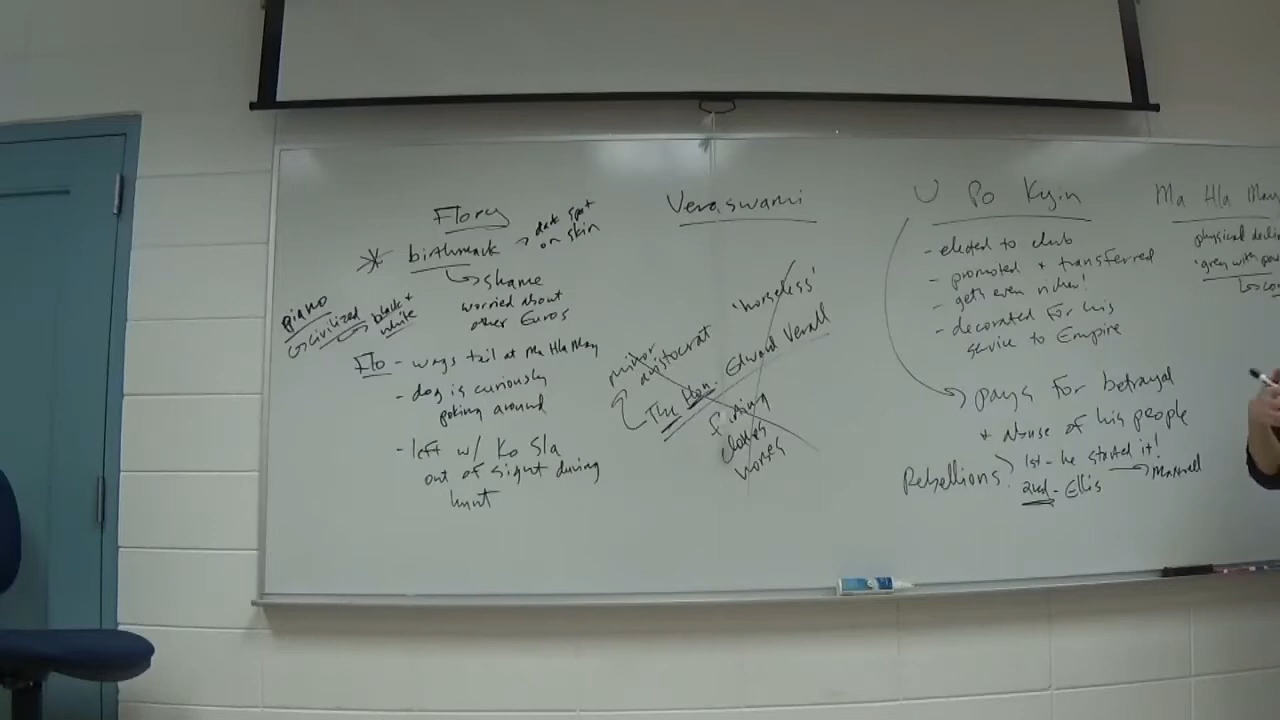 Flory
* birthmark → dark spot
on skin
↳ shame
worried about
other Euros
piano
↳ civilized → black +
white
Flo - wags tail at Ma Hla May
- dog is curiously
poking around
- left w/ Ko Sla
out of sight during
hunt
Veraswami
'horseless'
minor
aristocrat
The Hon. Edward Verall
clothes
works
U Po Kyin
- elected to club
- promoted + transferred
- gets even richer!
- decorated for his
service to Empire
→ pays for betrayal
+ abuse of his people
Rebellions 1st - he started it!
2nd - Ellis → Maxwell
Ma Hla May
physical
'grey with